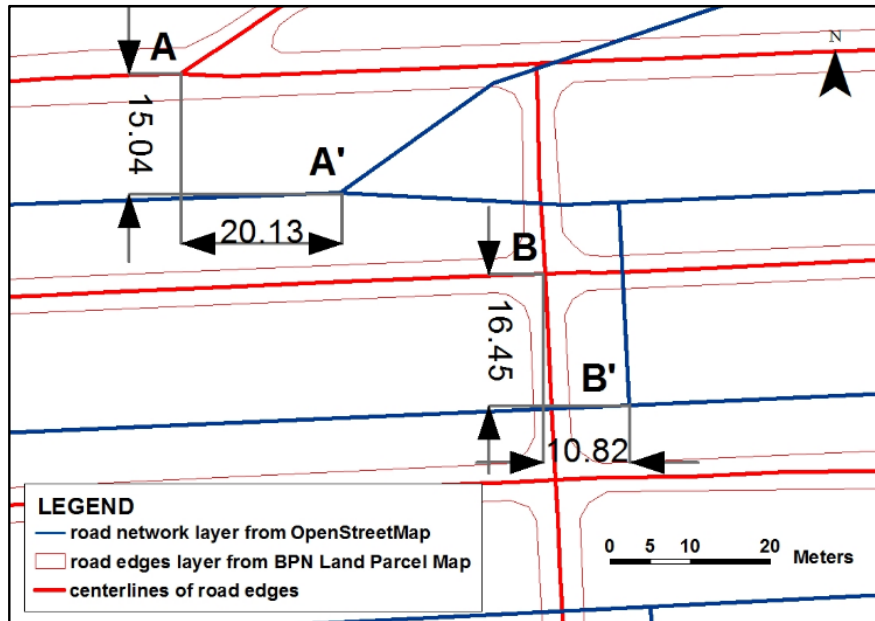 A
N
15.04
A'
20.13
B
16.45
B'
10.82
LEGEND
road network layer from OpenStreetMap
road edges layer from BPN Land Parcel Map
centerlines of road edges
0 5 10 20 Meters